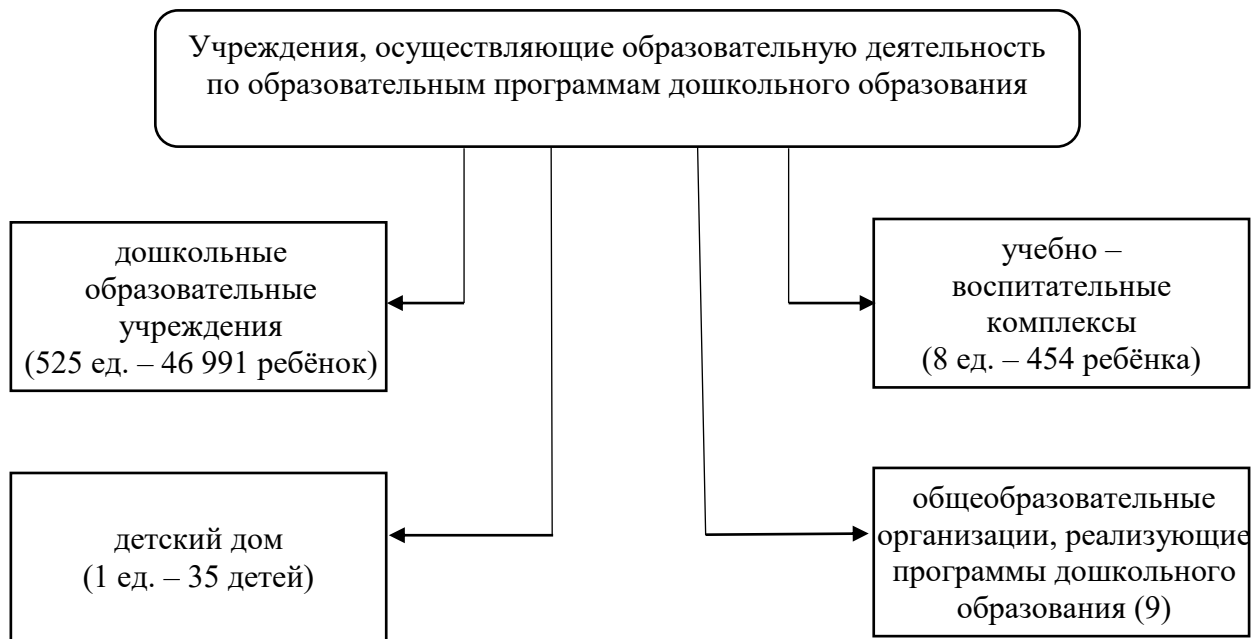 Учреждения, осуществляющие образовательную деятельность
по образовательным программам дошкольного образования
дошкольные
образовательные
учреждения
(525 ед. – 46 991 ребёнок)
учебно –
воспитательные
комплексы
(8 ед. – 454 ребёнка)
детский дом
(1 ед. – 35 детей)
общеобразовательные
организации, реализующие
программы дошкольного
образования (9)